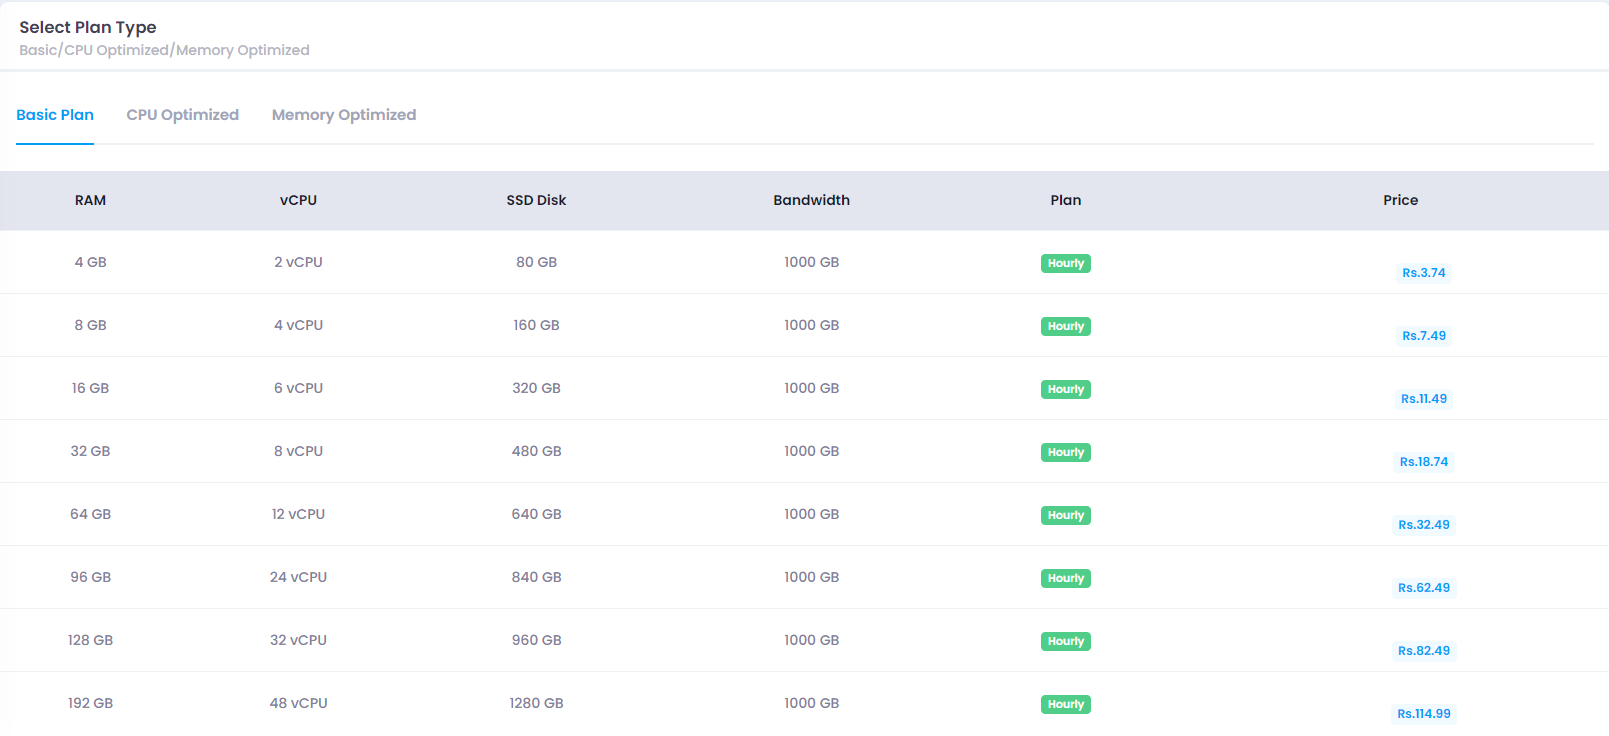 Select Plan Type
Basic/CPU Optimized/Memory Optimized
Basic Plan CPU Optimized Memory Optimized
RAM vCPU SSD Disk Bandwidth Plan Price
4 GB 2 vCPU 80 GB 1000 GB Hourly Rs.3.74
8 GB 4 vCPU 160 GB 1000 GB Hourly Rs.7.49
16 GB 6 vCPU 320 GB 1000 GB Hourly Rs.11.49
32 GB 8 vCPU 480 GB 1000 GB Hourly Rs.18.74
64 GB 12 vCPU 640 GB 1000 GB Hourly Rs.32.49
96 GB 24 vCPU 840 GB 1000 GB Hourly Rs.62.49
128 GB 32 vCPU 960 GB 1000 GB Hourly Rs.82.49
192 GB 48 vCPU 1280 GB 1000 GB Hourly Rs.114.99